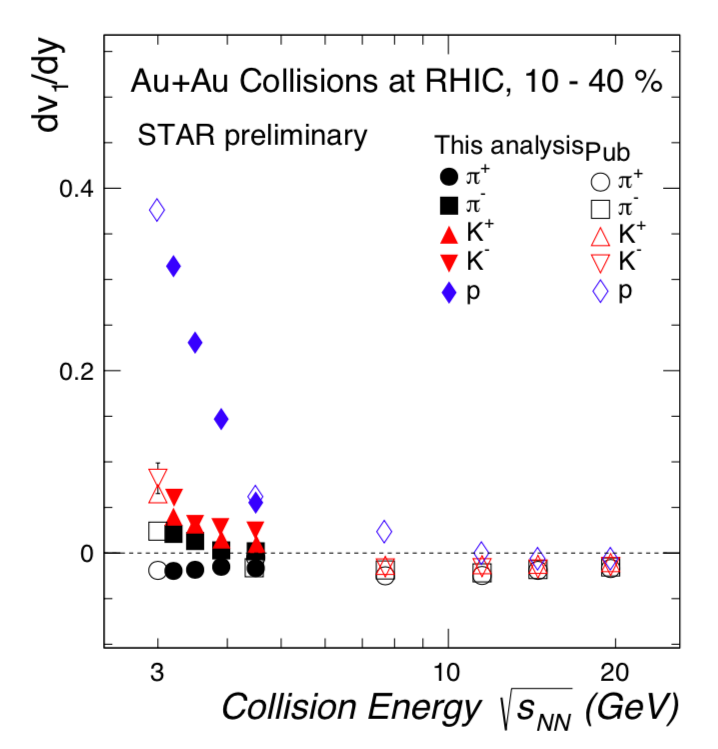 Au+Au Collisions at RHIC, 10 - 40 %
STAR preliminary
This analysis Pub
π⁺ π⁺
π⁻ π⁻
K⁺ K⁺
K⁻ K⁻
p p
dv₁/dy
0.4
0.2
0
3 10 20
Collision Energy √s_NN (GeV)